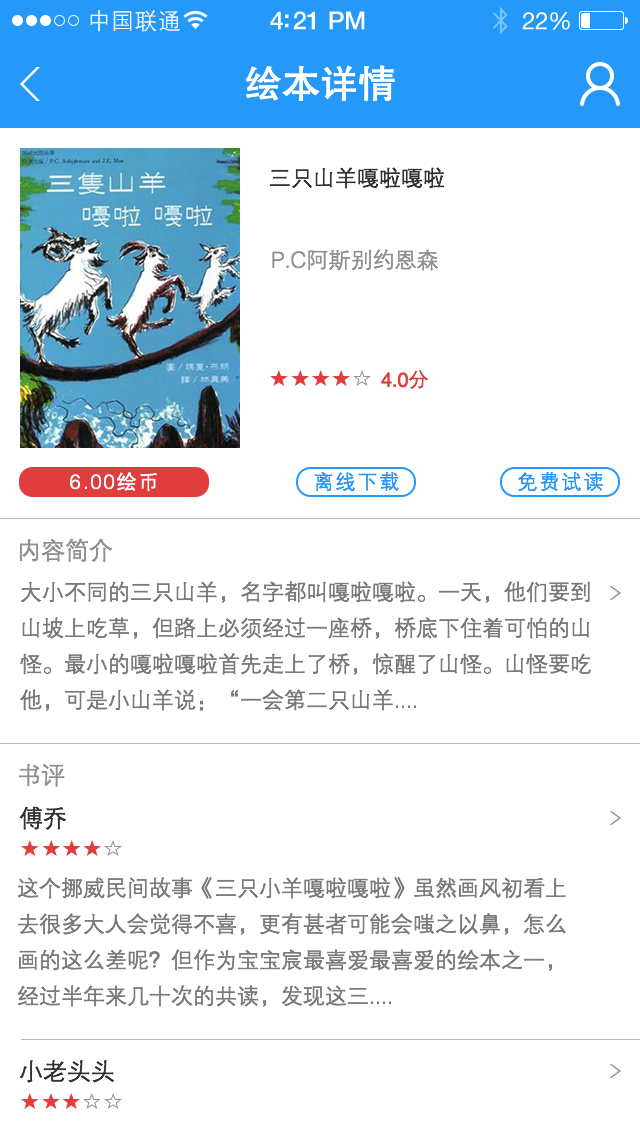 中国联通
4:21 PM
22%
绘本详情
P.C. Asbjørnsen and J.E. Moe
三隻山羊
嘎啦 嘎啦
圖／瑪夏·布朗
譯／林真美
三只山羊嘎啦嘎啦
P.C阿斯别约恩森
4.0分
6.00绘币
离线下载
免费试读
内容简介
大小不同的三只山羊，名字都叫嘎啦嘎啦。一天，他们要到
山坡上吃草，但路上必须经过一座桥，桥底下住着可怕的山
怪。最小的嘎啦嘎啦首先走上了桥，惊醒了山怪。山怪要吃
他，可是小山羊说：“一会第二只山羊....
书评
傅乔
这个挪威民间故事《三只小羊嘎啦嘎啦》虽然画风初看上
去很多大人会觉得不喜，更有甚者可能会嗤之以鼻，怎么
画的这么差呢？但作为宝宝宸最喜爱最喜爱的绘本之一，
经过半年来几十次的共读，发现这三....
小老头头